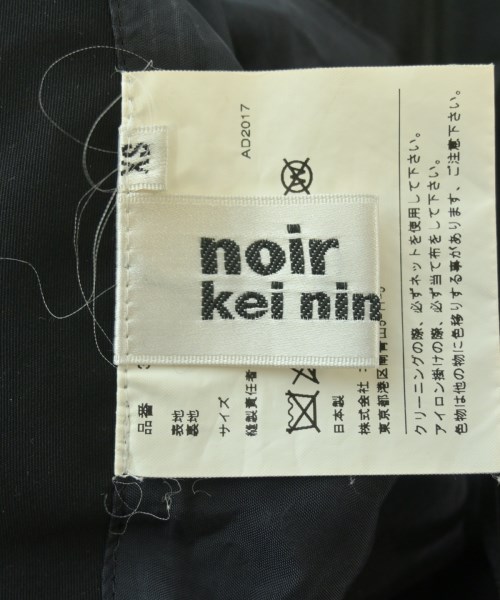 noir
kei nin
XS
AD2017
品番
表地
裏地
サイズ
縫製責任者
日本製
株式会社:
東京都港区南青山
クリーニングの際、必ずネットを使用して下さい。
アイロン掛けの際、必ず当て布をして下さい。
色物は他の物に色移りする事があります、ご注意下さい。